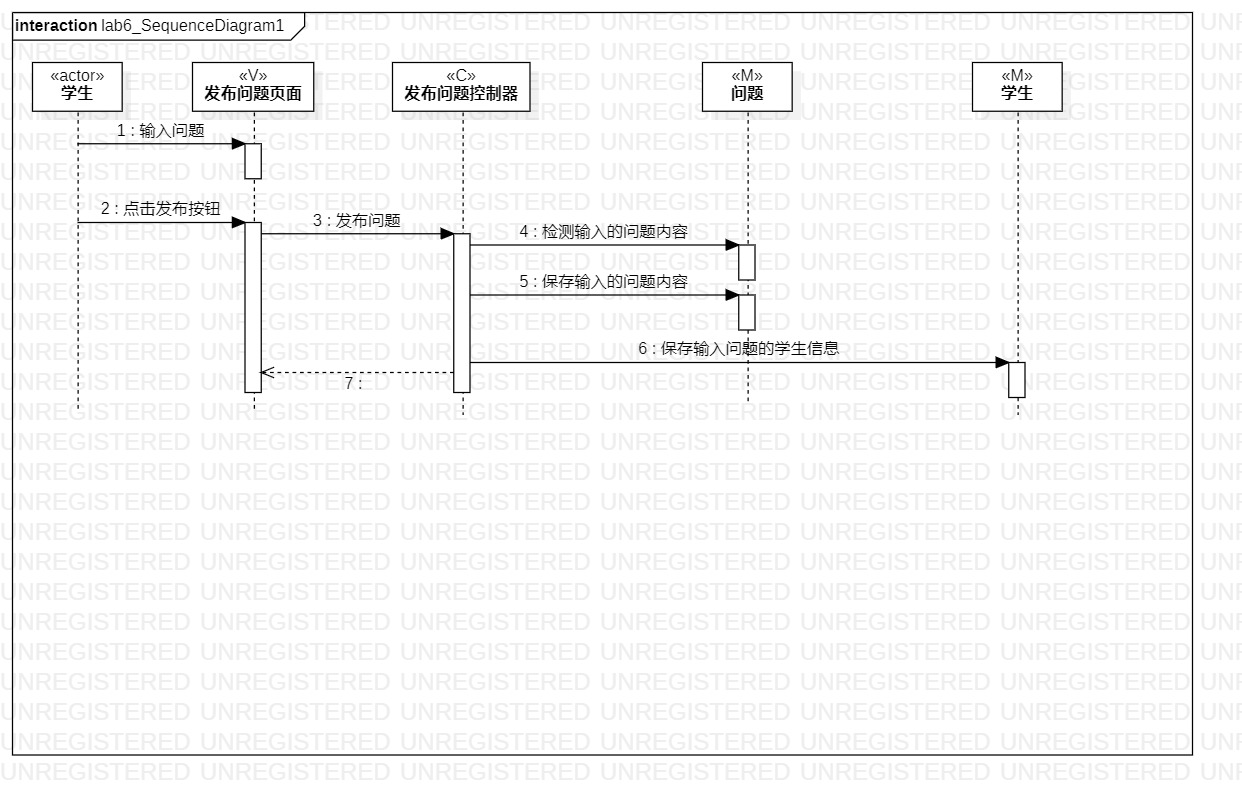 interaction lab6_SequenceDiagram1
«actor»
学生
«V»
发布问题页面
«C»
发布问题控制器
«M»
问题
«M»
学生
1 : 输入问题
2 : 点击发布按钮
3 : 发布问题
4 : 检测输入的问题内容
5 : 保存输入的问题内容
6 : 保存输入问题的学生信息
7 :
UNREGISTERED UNREGISTERED UNREGISTERED UNREGISTERED UNREGISTERED UNREGISTERED